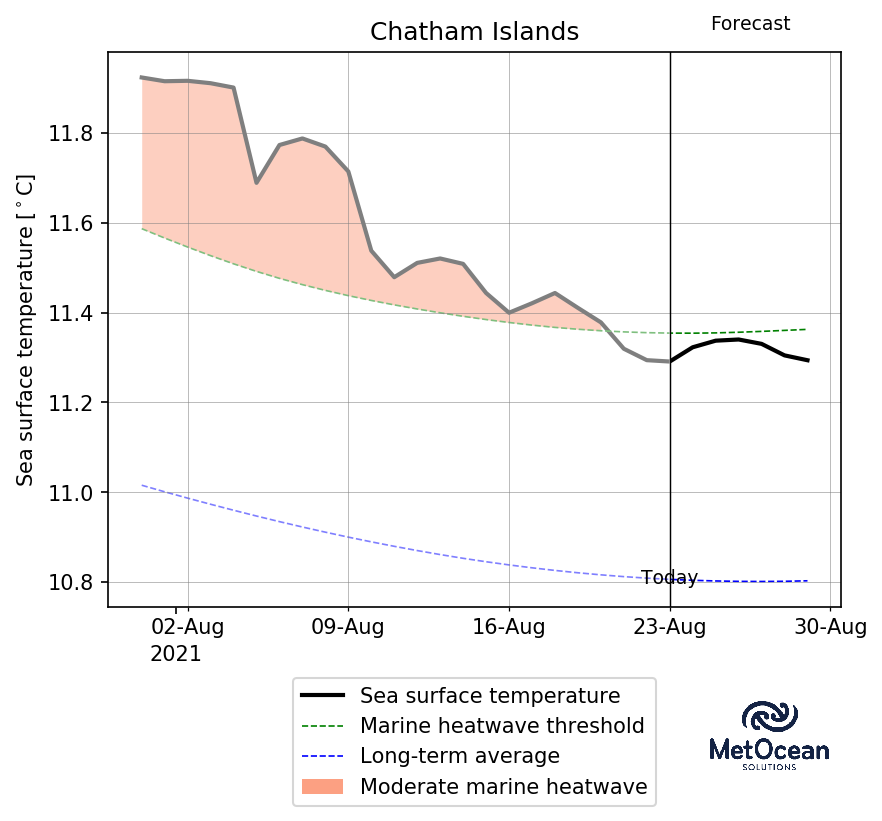 Forecast
Chatham Islands
Sea surface temperature [°C]
11.8
11.6
11.4
11.2
11.0
10.8
Today
02-Aug 09-Aug 16-Aug 23-Aug 30-Aug
2021
Sea surface temperature
Marine heatwave threshold
Long-term average
Moderate marine heatwave
MetOcean
SOLUTIONS